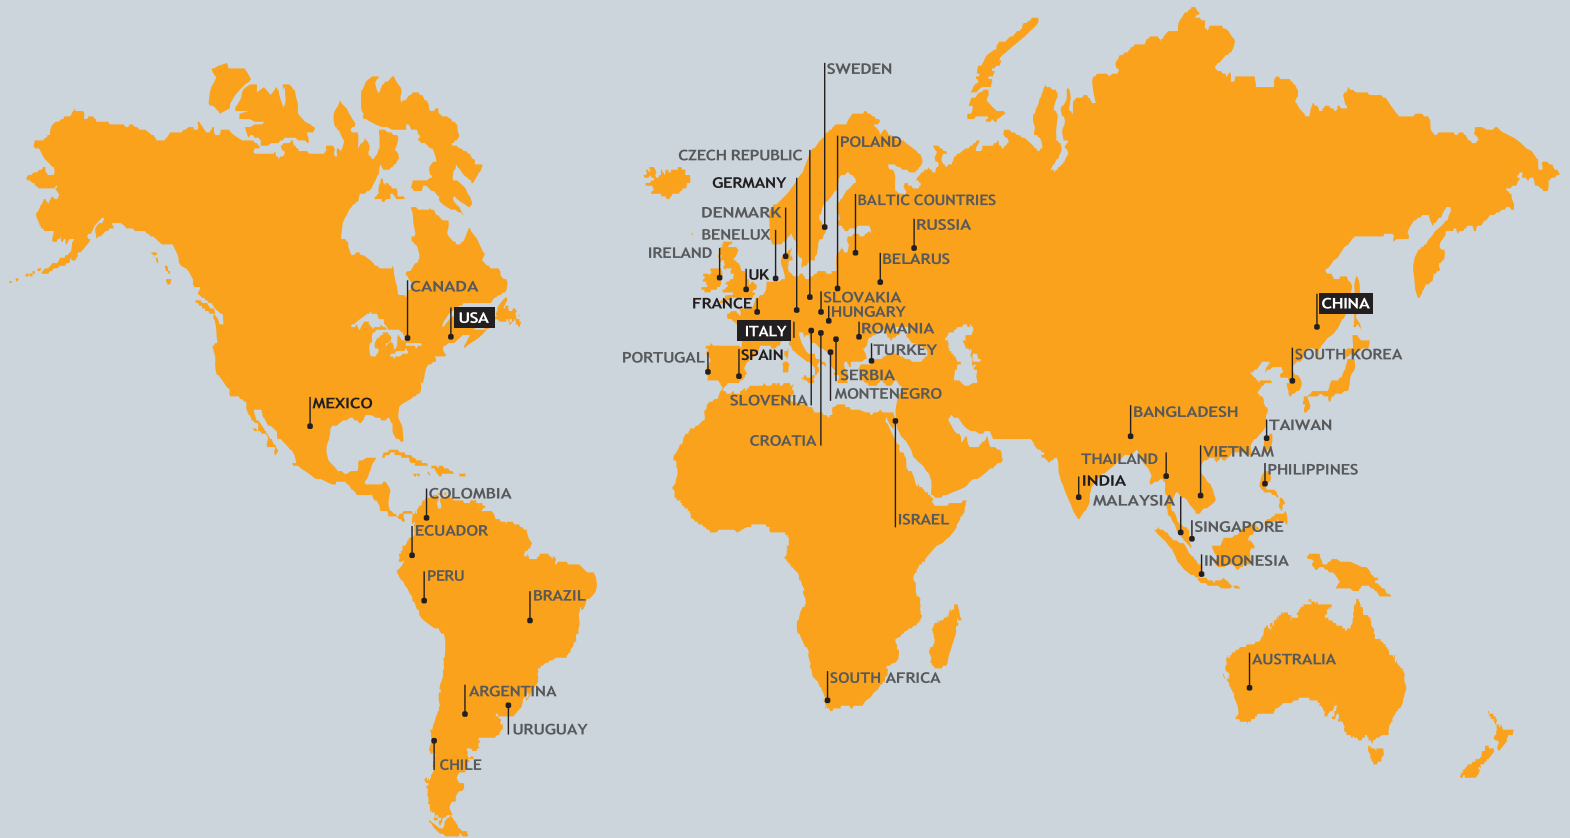 SWEDEN
POLAND
CZECH REPUBLIC
GERMANY
BALTIC COUNTRIES
DENMARK
RUSSIA
BENELUX
IRELAND
BELARUS
UK
CANADA
SLOVAKIA
FRANCE
CHINA
HUNGARY
USA
ITALY
ROMANIA
TURKEY
SOUTH KOREA
PORTUGAL
SPAIN
SERBIA
MONTENEGRO
SLOVENIA
MEXICO
BANGLADESH
TAIWAN
CROATIA
VIETNAM
THAILAND
PHILIPPINES
INDIA
COLOMBIA
MALAYSIA
ISRAEL
SINGAPORE
ECUADOR
INDONESIA
PERU
BRAZIL
AUSTRALIA
SOUTH AFRICA
ARGENTINA
URUGUAY
CHILE